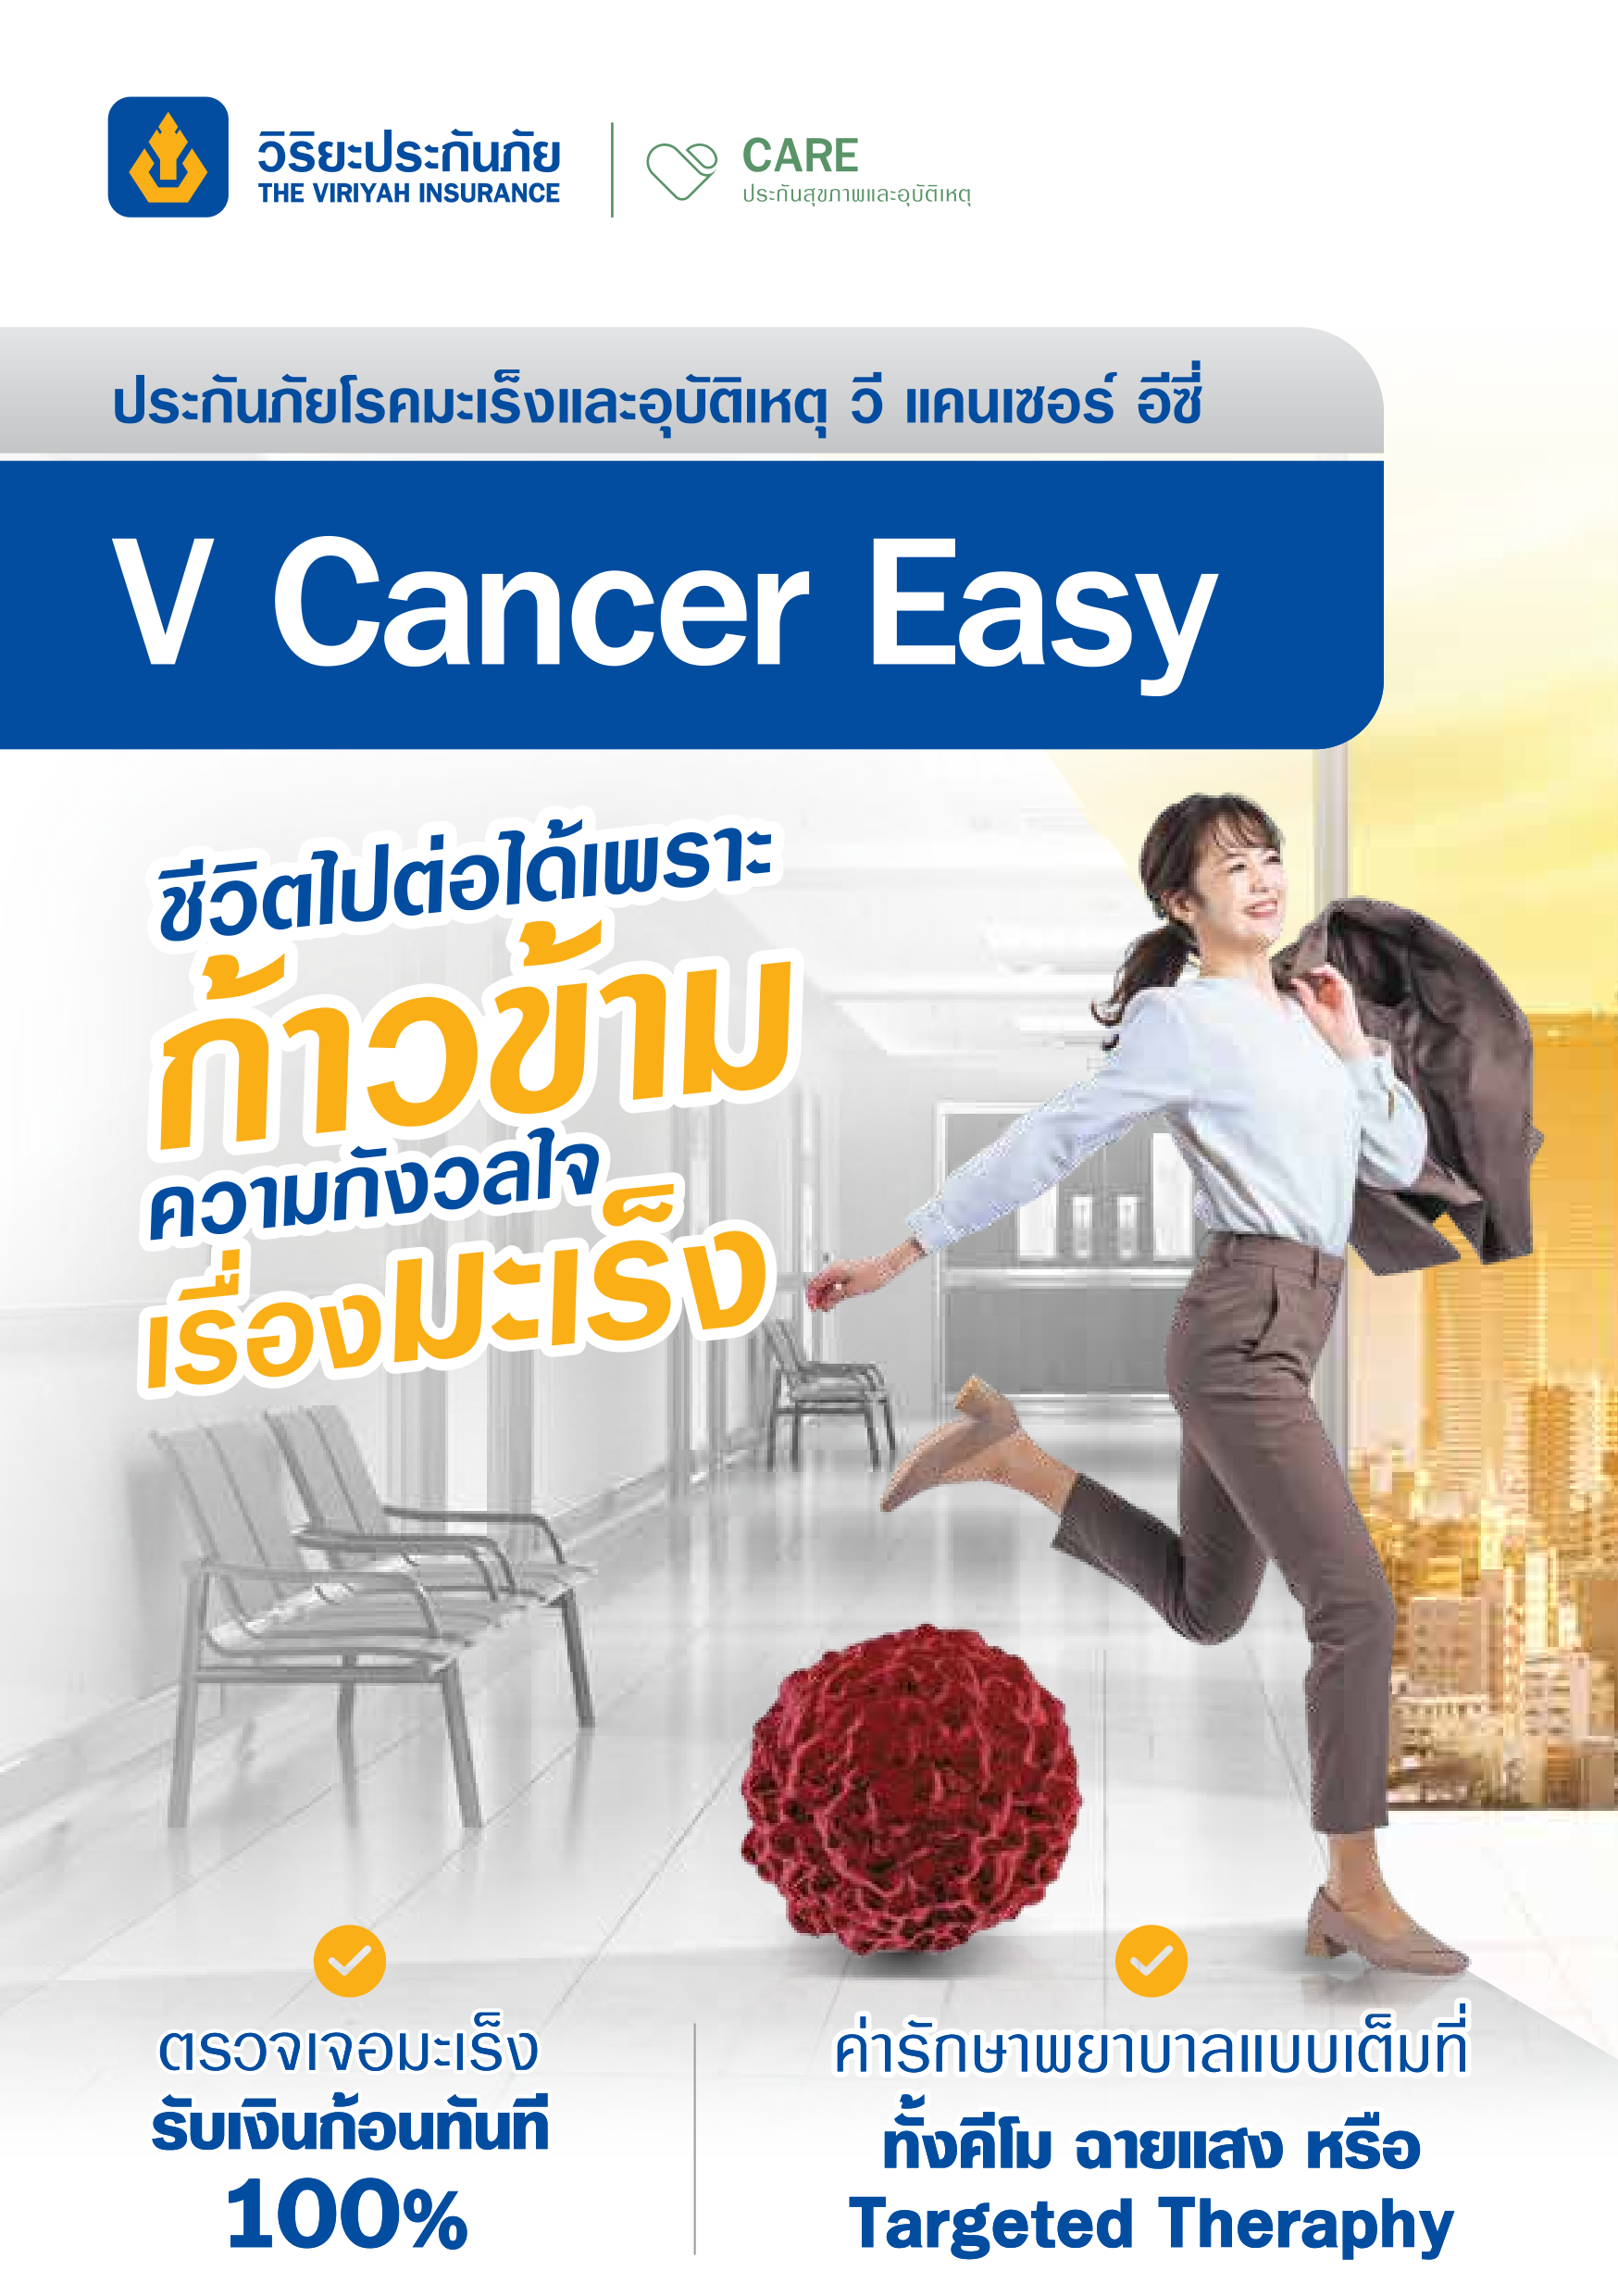 วิริยะประกันภัย
THE VIRIYAH INSURANCE
CARE
ประกันสุขภาพและอุบัติเหตุ
ประกันภัยโรคมะเร็งและอุบัติเหตุ วี แคนเซอร์ อีซี่
V Cancer Easy
ชีวิตไปต่อได้เพราะ
ก้าวข้าม
ความกังวลใจ
เรื่องมะเร็ง
ตรวจเจอมะเร็ง
รับเงินก้อนทันที
100%
ค่ารักษาพยาบาลแบบเต็มที่
ทั้งคีโม ฉายแสง หรือ
Targeted Theraphy